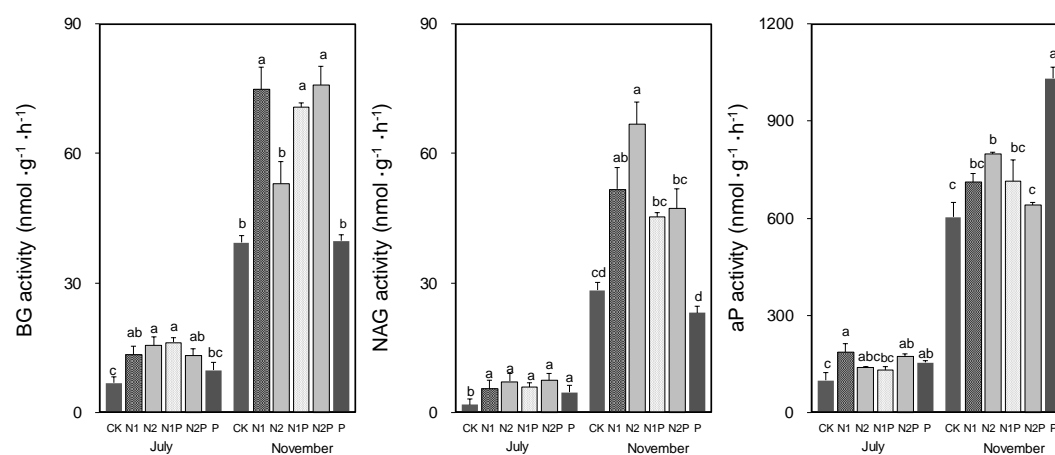 BG activity (nmol ·g⁻¹ ·h⁻¹)
90
60
30
0
c ab a a ab bc
b a b a a b
CK N1 N2 N1P N2P P CK N1 N2 N1P N2P P
July November
NAG activity (nmol ·g⁻¹ ·h⁻¹)
90
60
30
0
b a a a a a
cd ab a bc bc d
CK N1 N2 N1P N2P P CK N1 N2 N1P N2P P
July November
aP activity (nmol ·g⁻¹ ·h⁻¹)
1200
900
600
300
0
c a abc bc ab ab
c bc b bc c a
CK N1 N2 N1P N2P P CK N1 N2 N1P N2P P
July November